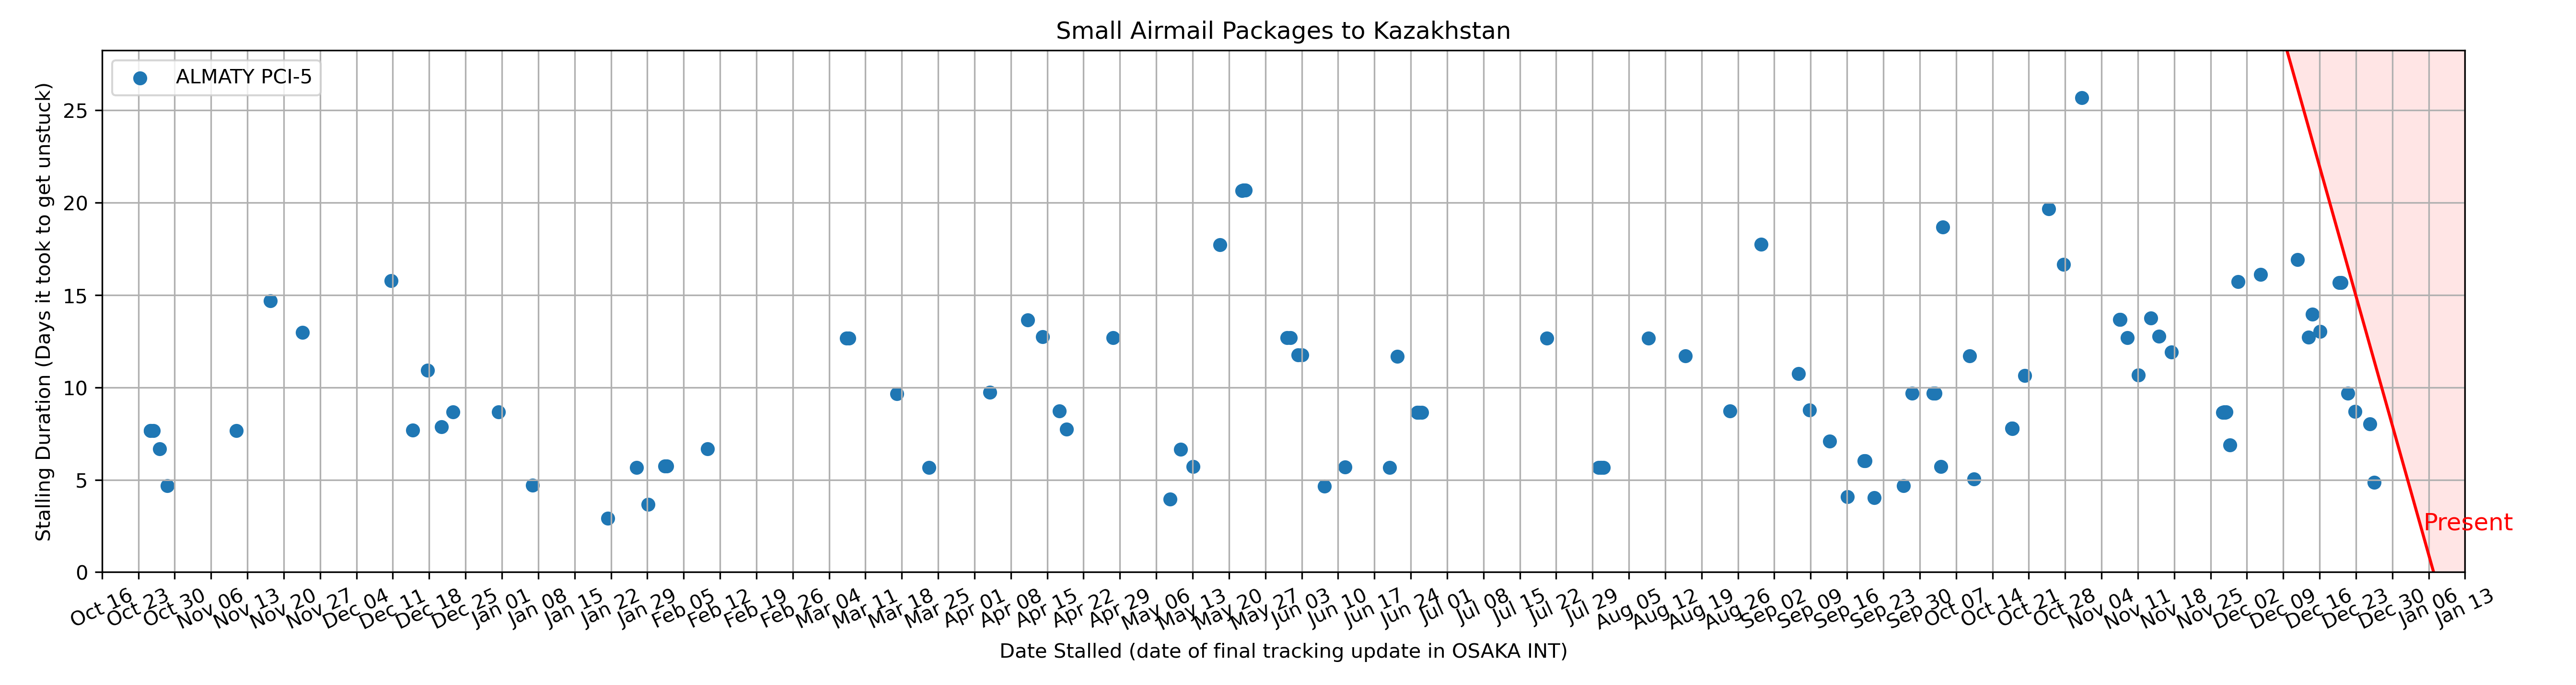 Small Airmail Packages to Kazakhstan
ALMATY PCI-5
Stalling Duration (Days it took to get unstuck)
25
20
15
10
5
0
Present
Oct 16
Oct 23
Oct 30
Nov 06
Nov 13
Nov 20
Nov 27
Dec 04
Dec 11
Dec 18
Dec 25
Jan 01
Jan 08
Jan 15
Jan 22
Jan 29
Feb 05
Feb 12
Feb 19
Feb 26
Mar 04
Mar 11
Mar 18
Mar 25
Apr 01
Apr 08
Apr 15
Apr 22
Apr 29
May 06
May 13
May 20
May 27
Jun 03
Jun 10
Jun 17
Jun 24
Jul 01
Jul 08
Jul 15
Jul 22
Jul 29
Aug 05
Aug 12
Aug 19
Aug 26
Sep 02
Sep 09
Sep 16
Sep 23
Sep 30
Oct 07
Oct 14
Oct 21
Oct 28
Nov 04
Nov 11
Nov 18
Nov 25
Dec 02
Dec 09
Dec 16
Dec 23
Dec 30
Jan 06
Jan 13
Date Stalled (date of final tracking update in OSAKA INT)